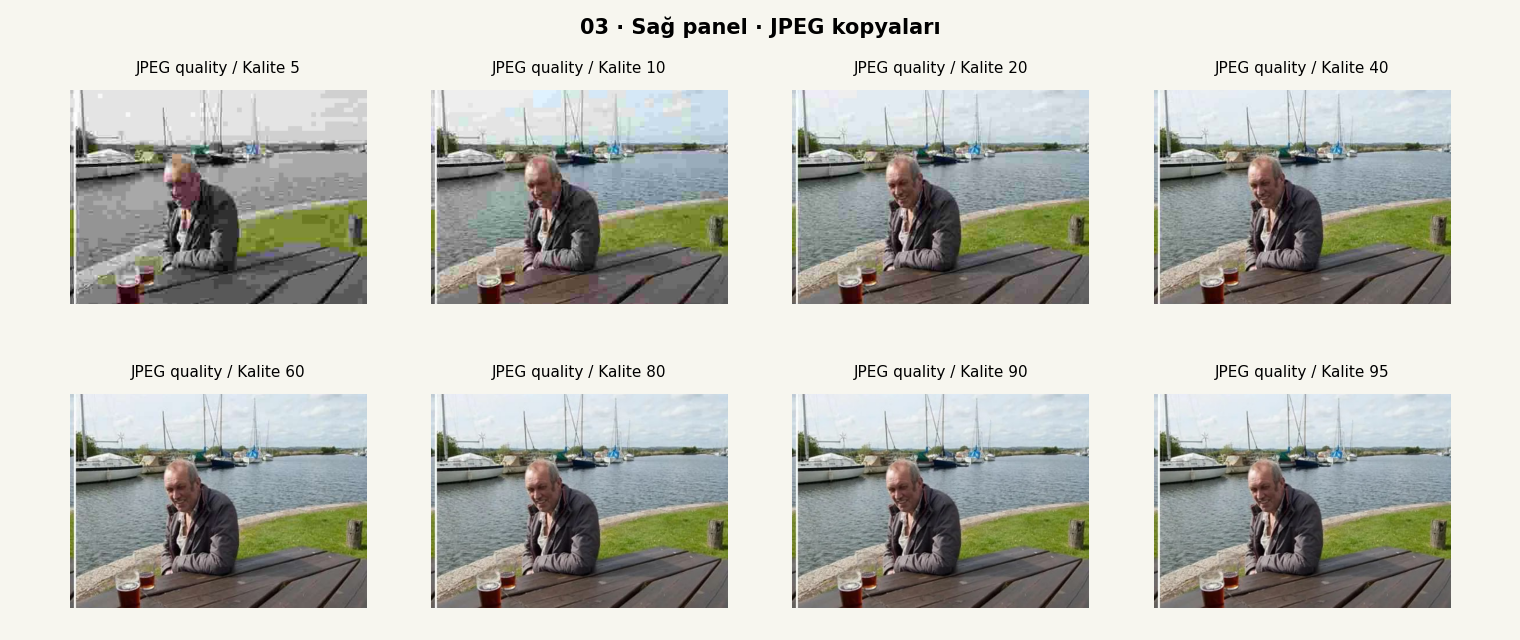 03 · Sağ panel · JPEG kopyaları
JPEG quality / Kalite 5
JPEG quality / Kalite 10
JPEG quality / Kalite 20
JPEG quality / Kalite 40
JPEG quality / Kalite 60
JPEG quality / Kalite 80
JPEG quality / Kalite 90
JPEG quality / Kalite 95